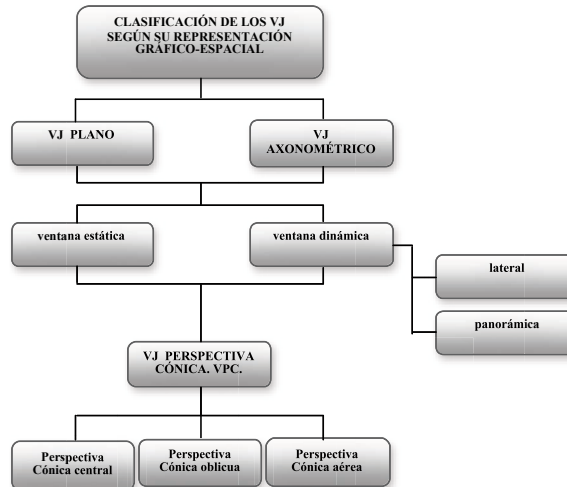 CLASIFICACIÓN DE LOS VJ
SEGÚN SU REPRESENTACIÓN
GRÁFICO-ESPACIAL
VJ PLANO
VJ
AXONOMÉTRICO
ventana estática
ventana dinámica
lateral
panorámica
VJ PERSPECTIVA
CÓNICA. VPC.
Perspectiva
Cónica central
Perspectiva
Cónica oblicua
Perspectiva
Cónica aérea